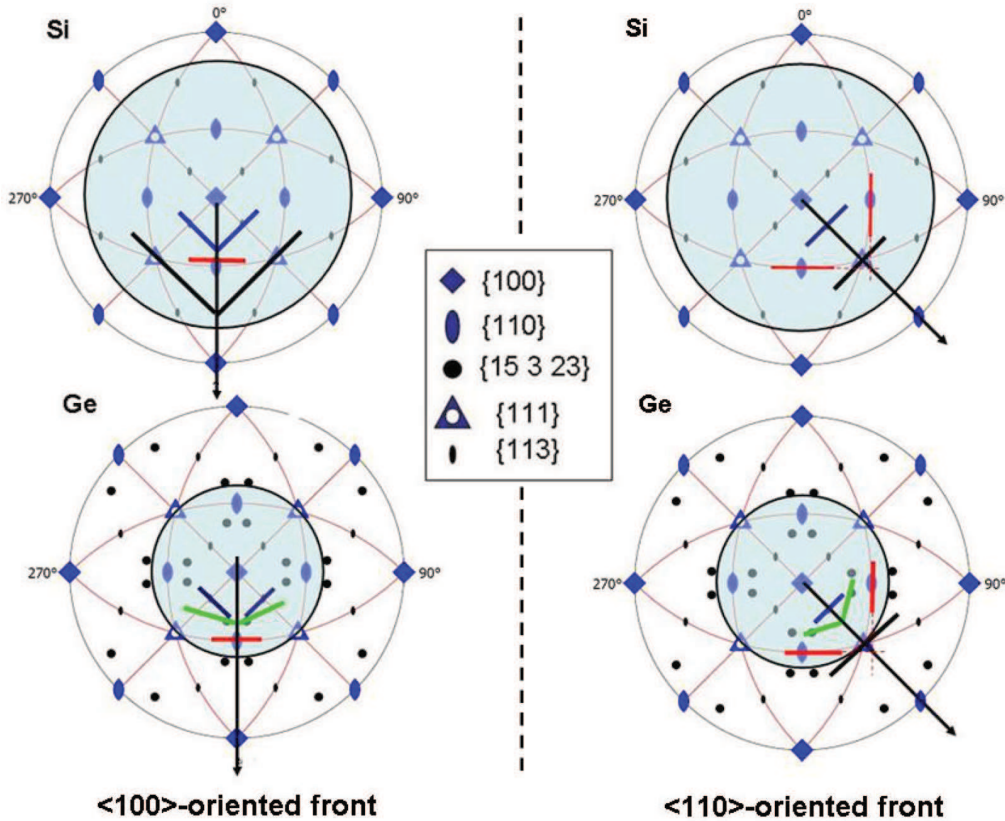 Si
0°
270°
90°
Si
0°
270°
90°
{100}
{110}
{15 3 23}
{111}
{113}
Ge
270°
90°
Ge
270°
90°
<100>-oriented front
<110>-oriented front